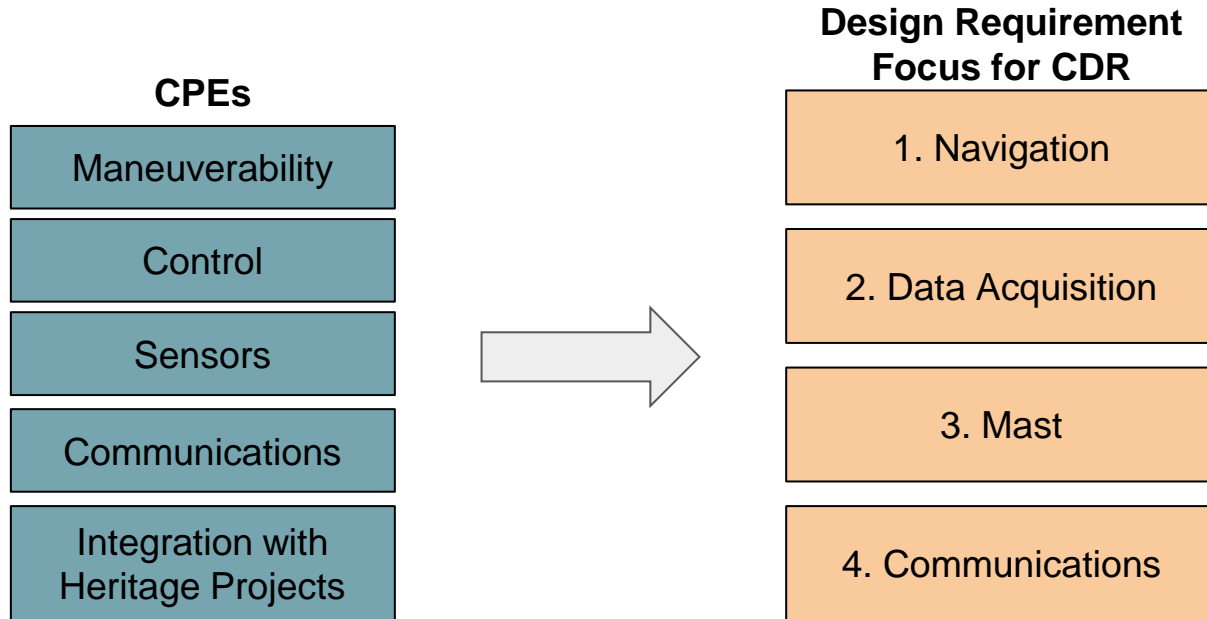 CPEs
Maneuverability
Control
Sensors
Communications
Integration with
Heritage Projects
Design Requirement
Focus for CDR
1. Navigation
2. Data Acquisition
3. Mast
4. Communications